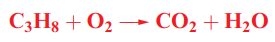 C₃H₈ + O₂ ⟶ CO₂ + H₂O